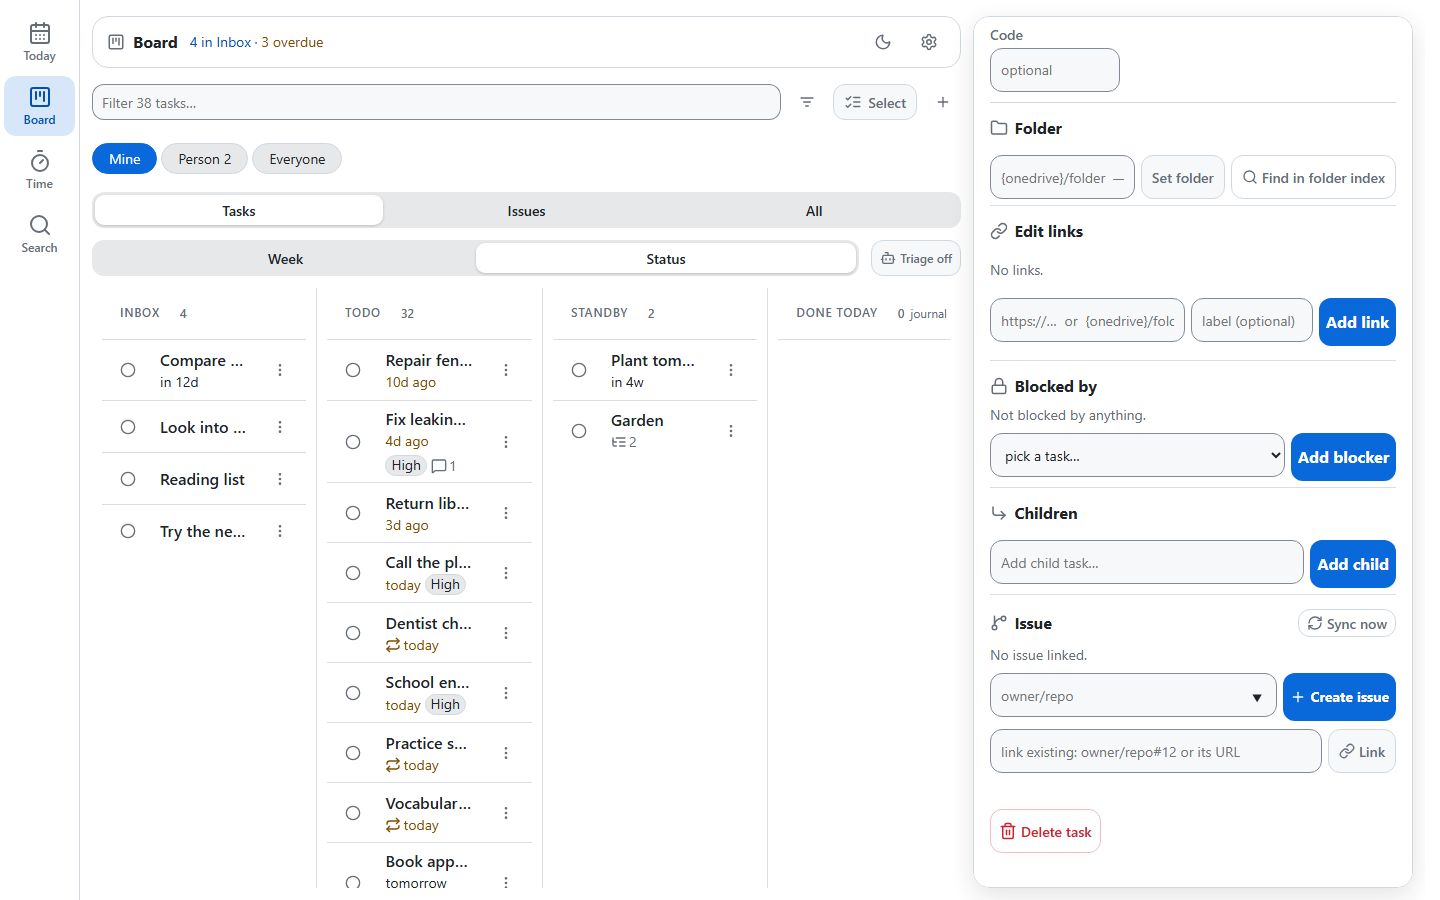 Today
Board
Time
Search
Board 4 in Inbox · 3 overdue
Filter 38 tasks...
Select
Mine
Person 2
Everyone
Tasks
Issues
All
Week
Status
Triage off
INBOX 4
Compare ...
in 12d
Look into ...
Reading list
Try the ne...
TODO 32
Repair fen...
10d ago
Fix leakin...
4d ago
High 1
Return lib...
3d ago
Call the pl...
today High
Dentist ch...
today
School en...
today High
Practice s...
today
Vocabular...
today
Book app...
tomorrow
STANDBY 2
Plant tom...
in 4w
Garden
2
DONE TODAY 0 journal
Code
optional
Folder
{onedrive}/folder —
Set folder
Find in folder index
Edit links
No links.
https://... or {onedrive}/folc
label (optional)
Add link
Blocked by
Not blocked by anything.
pick a task...
Add blocker
Children
Add child task...
Add child
Issue
Sync now
No issue linked.
owner/repo
Create issue
link existing: owner/repo#12 or its URL
Link
Delete task